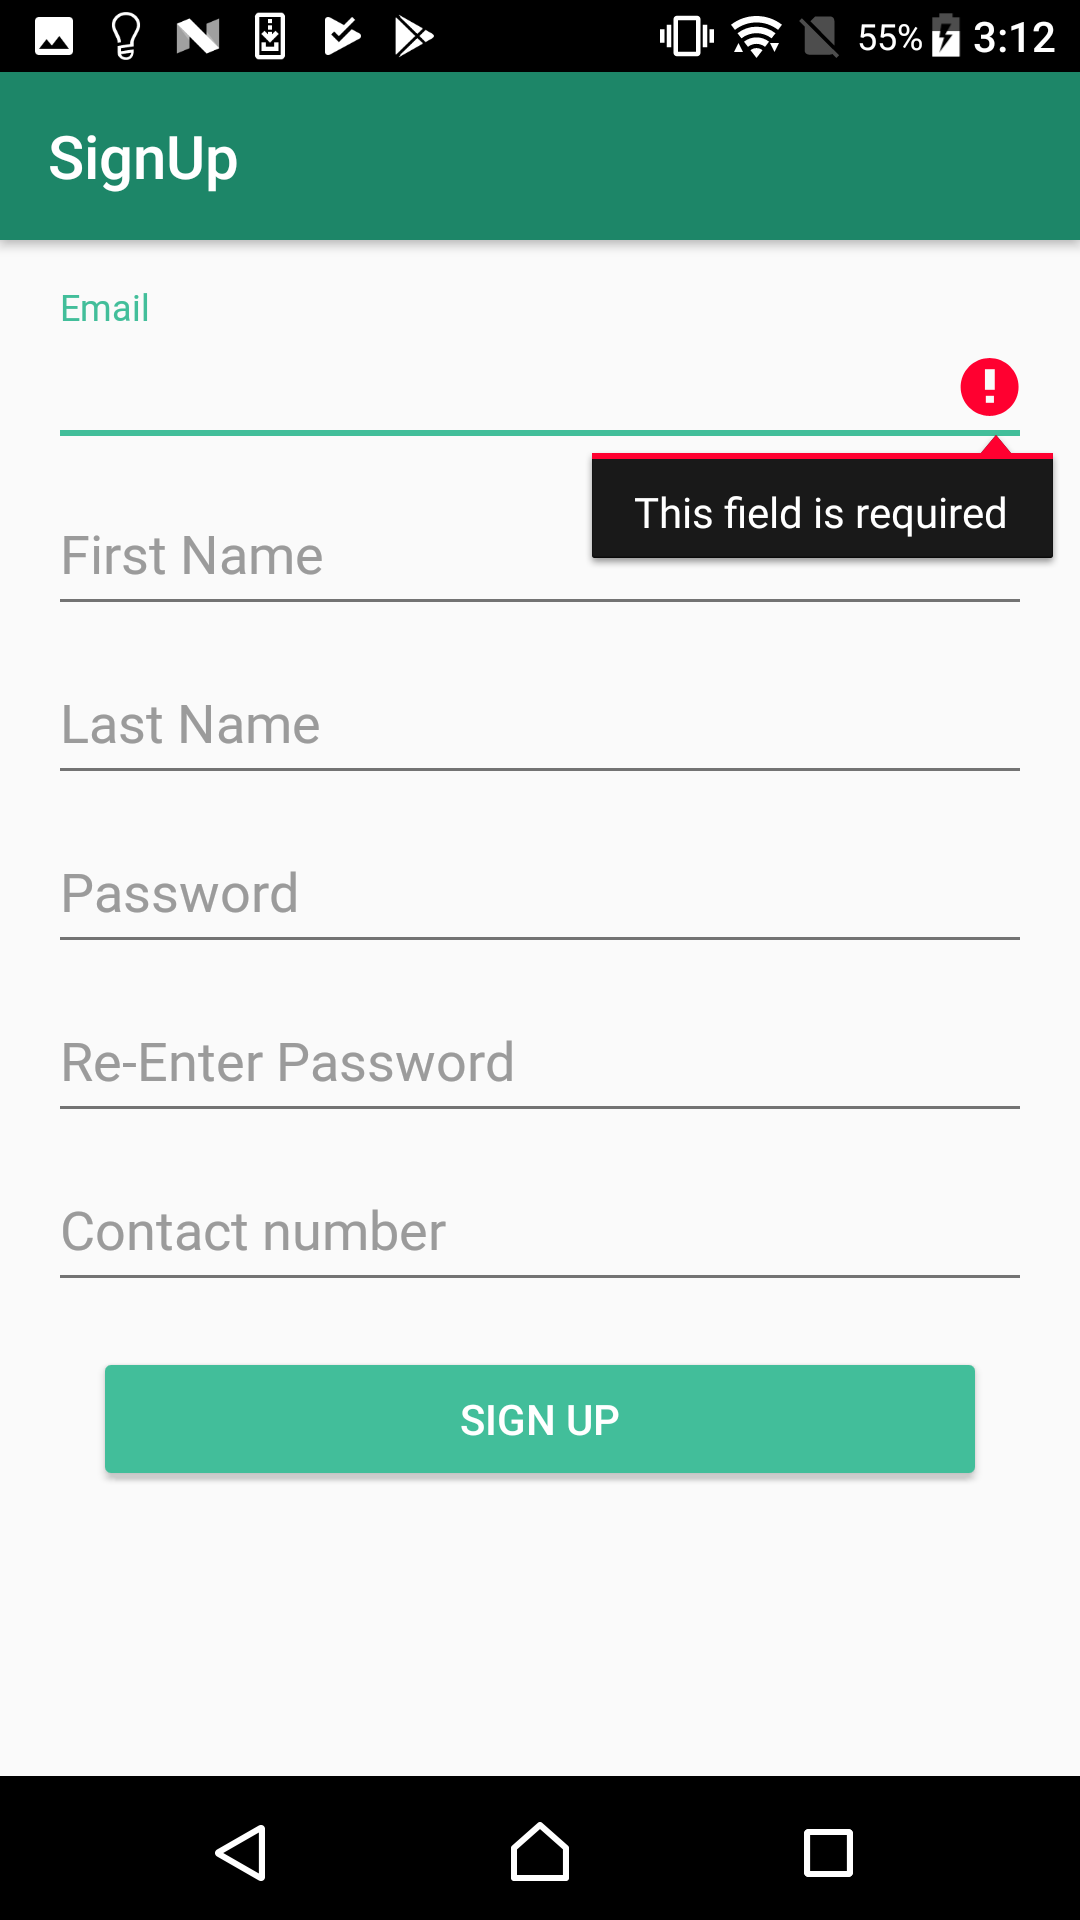 55% 3:12
SignUp
Email
This field is required
First Name
Last Name
Password
Re-Enter Password
Contact number
SIGN UP